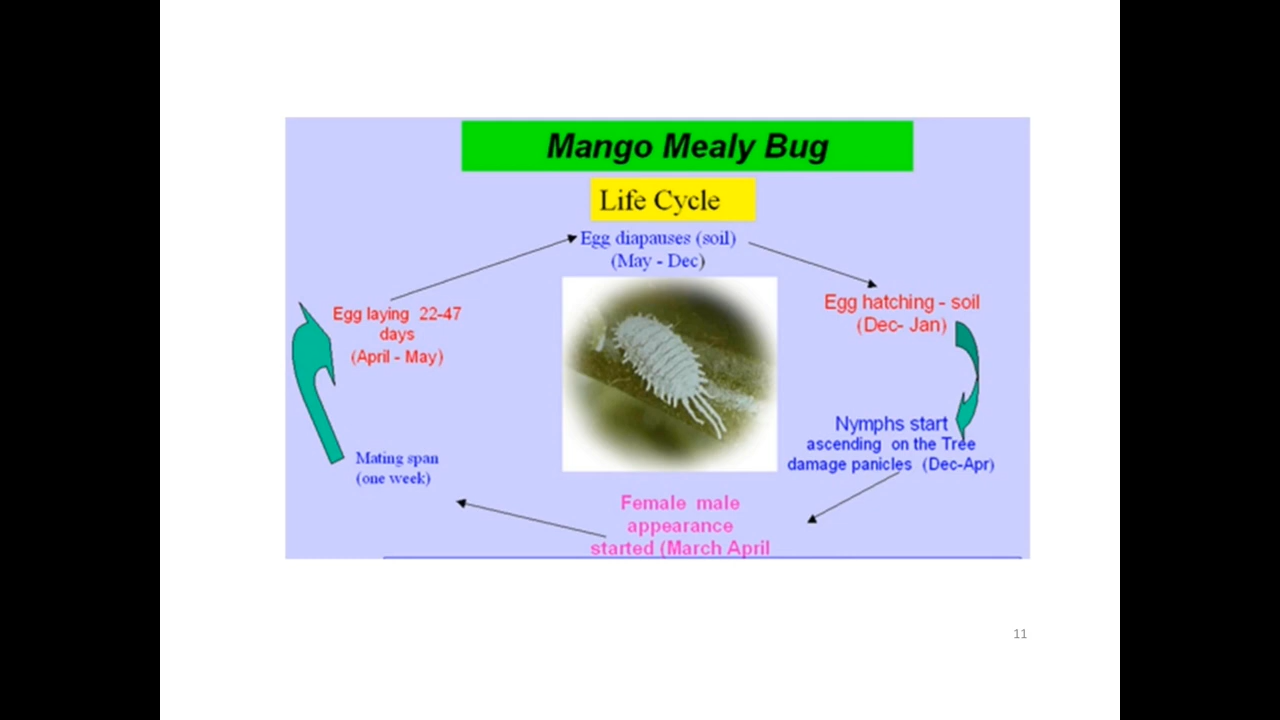 Mango Mealy Bug
Life Cycle
Egg diapauses (soil)
(May - Dec)
Egg hatching - soil
(Dec- Jan)
Nymphs start
ascending on the Tree
damage panicles (Dec-Apr)
Female male
appearance
started (March April
Mating span
(one week)
Egg laying 22-47
days
(April - May)
11